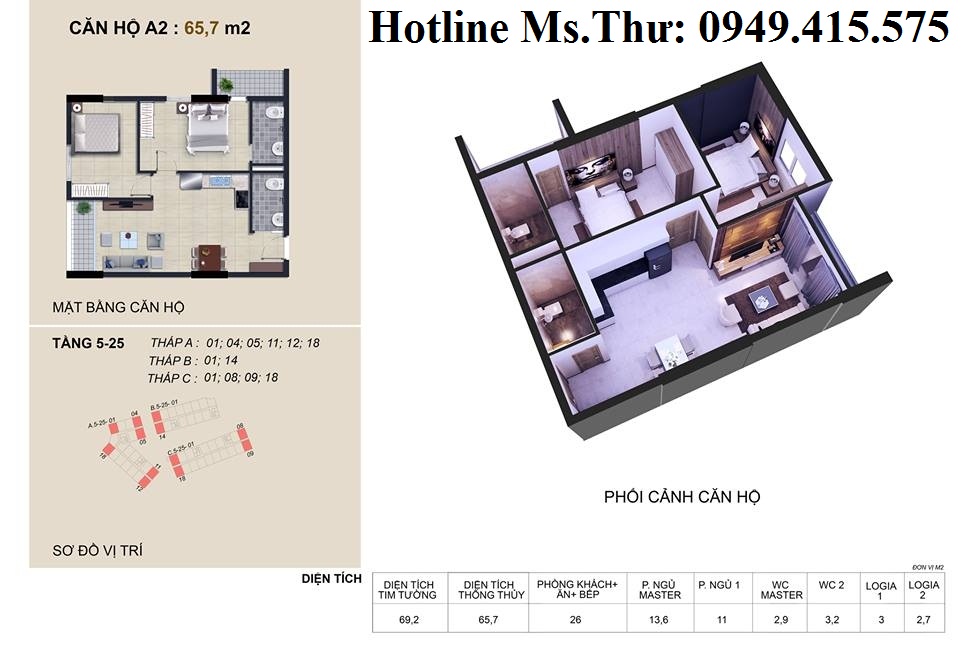 CĂN HỘ A2 : 65,7 m2
Hotline Ms.Thư: 0949.415.575
MẶT BẰNG CĂN HỘ
TẦNG 5-25
THÁP A : 01; 04; 05; 11; 12; 18
THÁP B : 01; 14
THÁP C : 01; 08; 09; 18
A.5-25- 01
04
05
18
11
12
B.5-25- 01
14
C.5-25- 01
18
08
09
SƠ ĐỒ VỊ TRÍ
PHỐI CẢNH CĂN HỘ
ĐƠN VỊ M2
DIỆN TÍCH
DIỆN TÍCH TIM TƯỜNG
DIỆN TÍCH THÔNG THỦY
PHÒNG KHÁCH+ ĂN+ BẾP
P. NGỦ MASTER
P. NGỦ 1
WC MASTER
WC 2
LOGIA 1
LOGIA 2
69,2
65,7
26
13,6
11
2,9
3,2
3
2,7